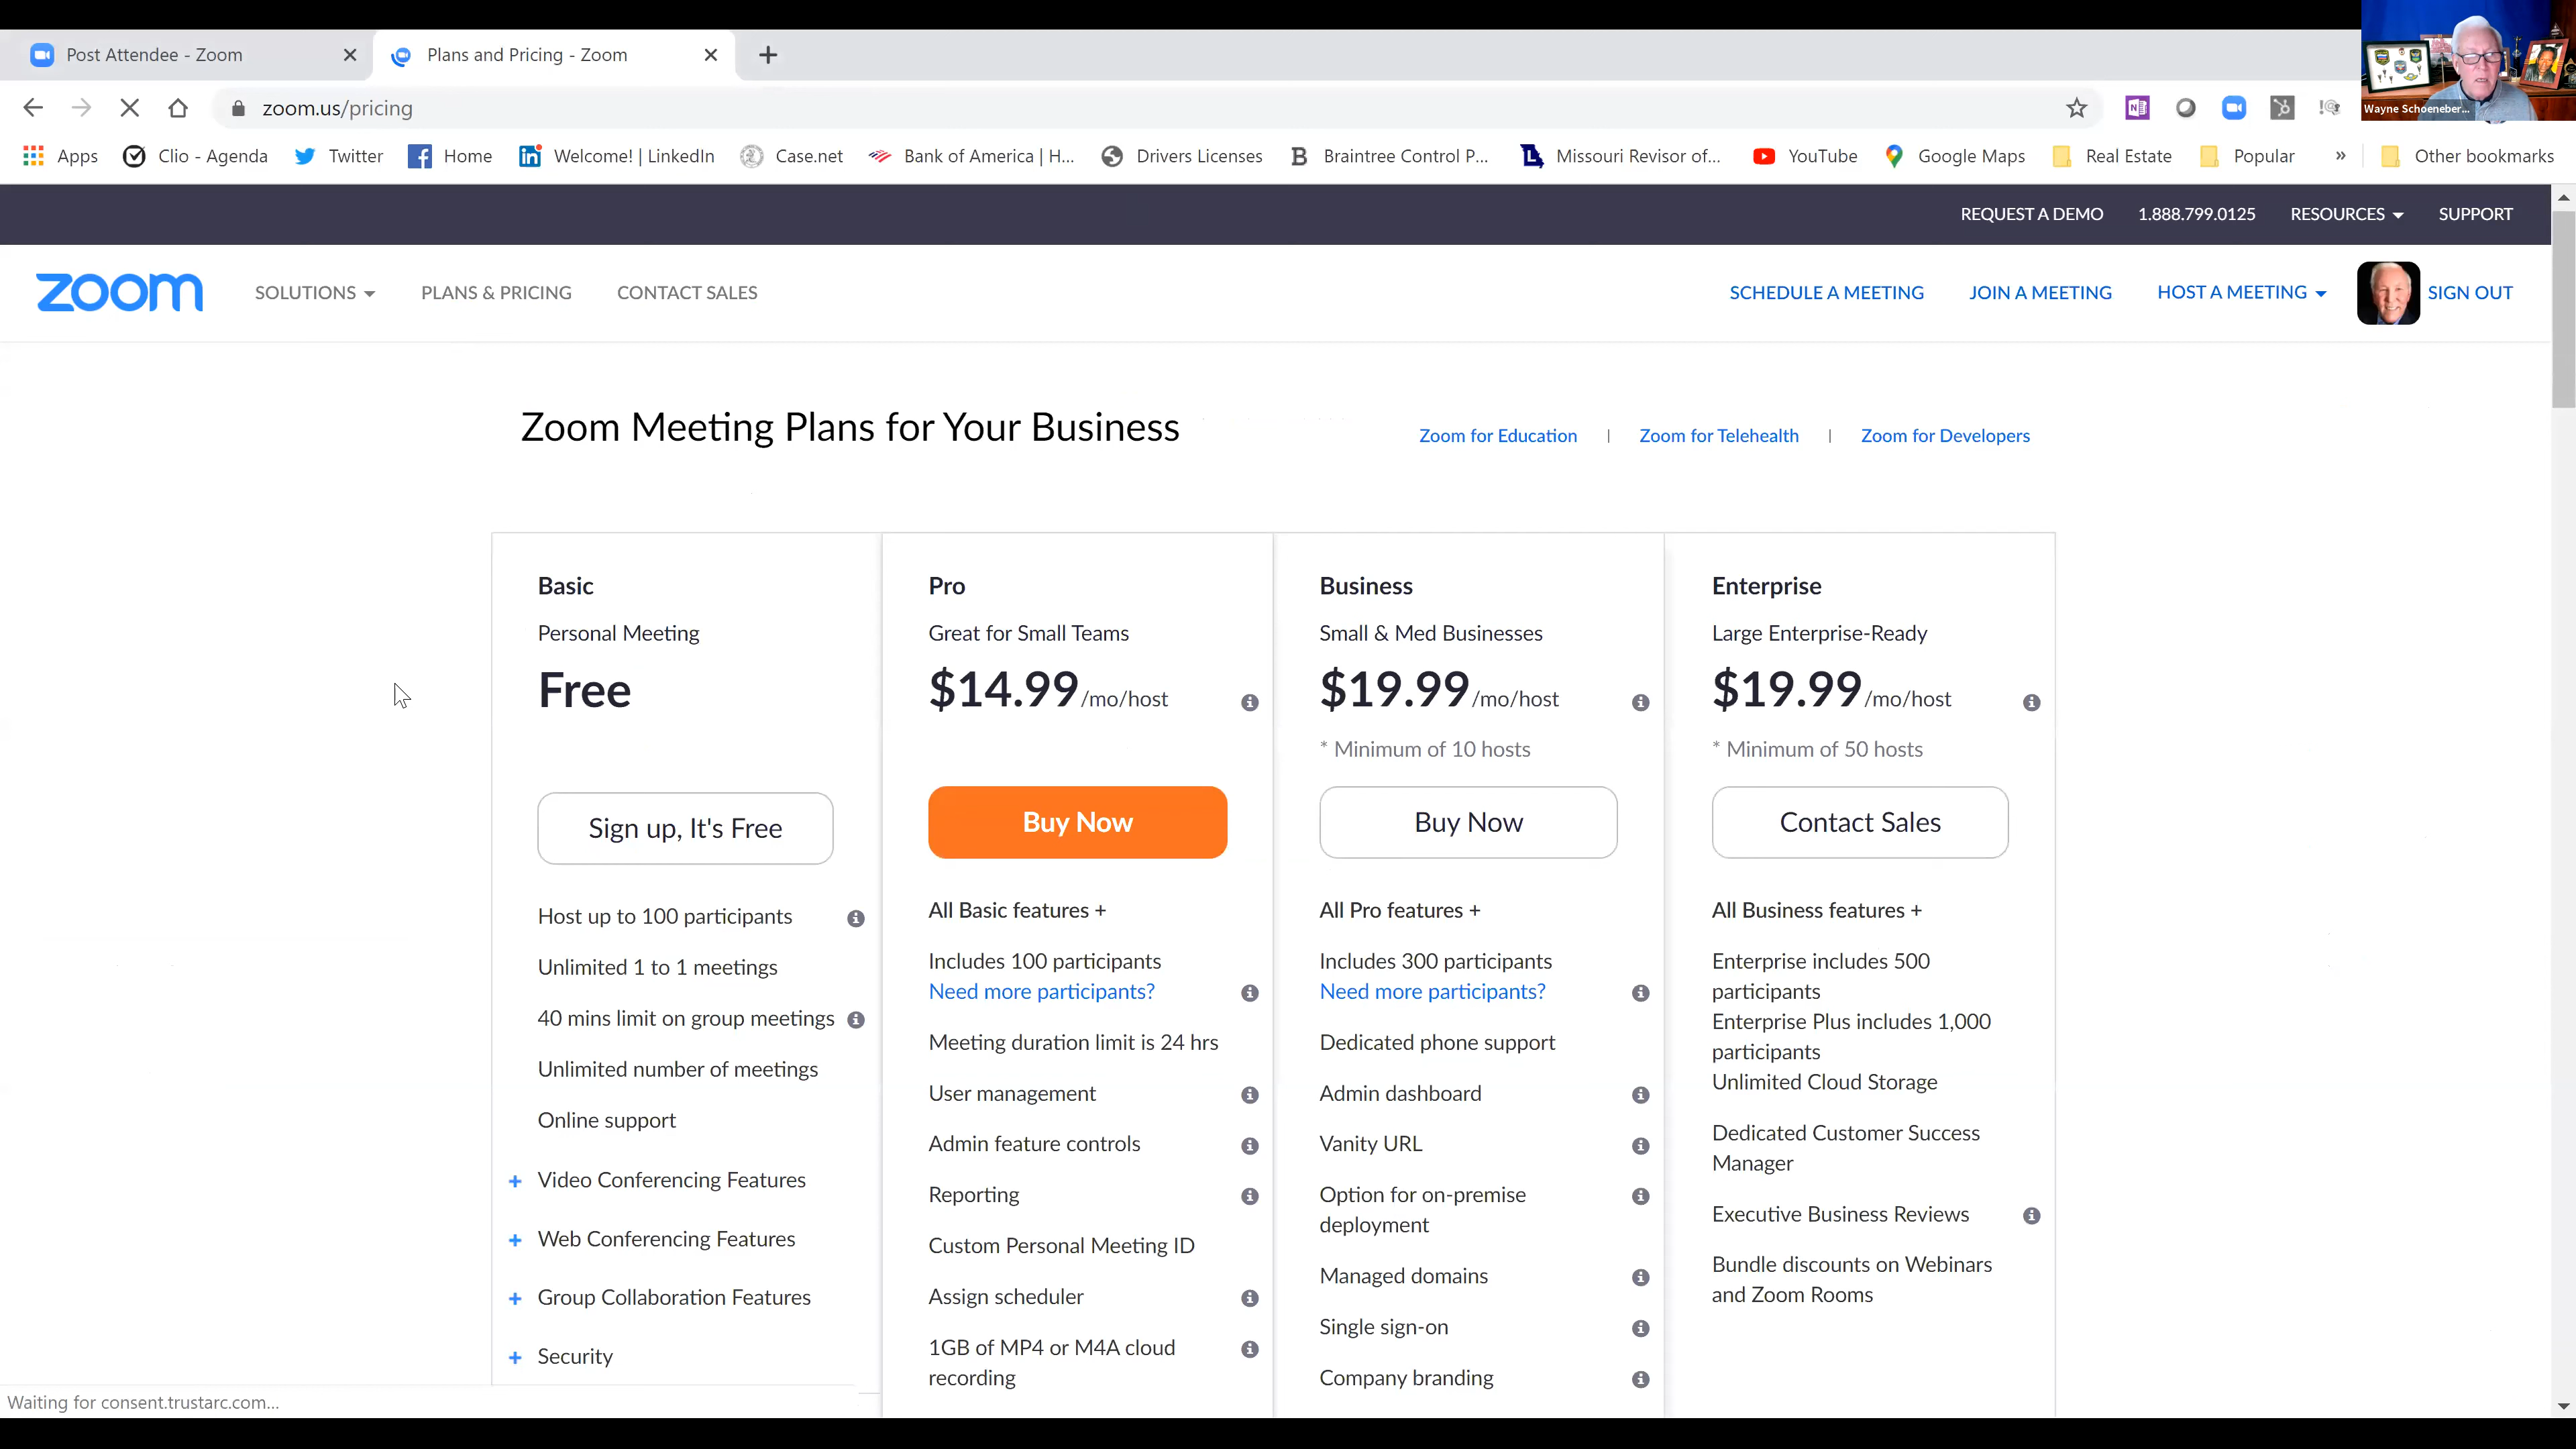 Post Attendee - Zoom
Plans and Pricing - Zoom
zoom.us/pricing
Wayne Schoeneber...
Apps
Clio - Agenda
Twitter
Home
Welcome! | LinkedIn
Case.net
Bank of America | H...
Drivers Licenses
Braintree Control P...
Missouri Revisor of...
YouTube
Google Maps
Real Estate
Popular
»
Other bookmarks
REQUEST A DEMO
1.888.799.0125
RESOURCES
SUPPORT
zoom
SOLUTIONS
PLANS & PRICING
CONTACT SALES
SCHEDULE A MEETING
JOIN A MEETING
HOST A MEETING
SIGN OUT
Zoom Meeting Plans for Your Business
Zoom for Education | Zoom for Telehealth | Zoom for Developers
Basic
Personal Meeting
Free
Sign up, It's Free
Host up to 100 participants
Unlimited 1 to 1 meetings
40 mins limit on group meetings
Unlimited number of meetings
Online support
+ Video Conferencing Features
+ Web Conferencing Features
+ Group Collaboration Features
+ Security
Pro
Great for Small Teams
$14.99/mo/host
Buy Now
All Basic features +
Includes 100 participants
Need more participants?
Meeting duration limit is 24 hrs
User management
Admin feature controls
Reporting
Custom Personal Meeting ID
Assign scheduler
1GB of MP4 or M4A cloud
recording
Business
Small & Med Businesses
$19.99/mo/host
* Minimum of 10 hosts
Buy Now
All Pro features +
Includes 300 participants
Need more participants?
Dedicated phone support
Admin dashboard
Vanity URL
Option for on-premise
deployment
Managed domains
Single sign-on
Company branding
Enterprise
Large Enterprise-Ready
$19.99/mo/host
* Minimum of 50 hosts
Contact Sales
All Business features +
Enterprise includes 500
participants
Enterprise Plus includes 1,000
participants
Unlimited Cloud Storage
Dedicated Customer Success
Manager
Executive Business Reviews
Bundle discounts on Webinars
and Zoom Rooms
Waiting for consent.trustarc.com...